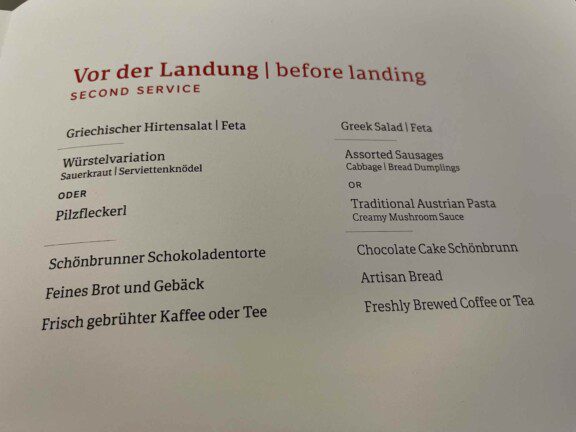 Vor der Landung | before landing
SECOND SERVICE
Griechischer Hirtensalat | Feta
Würstelvariation
Sauerkraut | Serviettenknödel
ODER
Pilzfleckerl
Schönbrunner Schokoladentorte
Feines Brot und Gebäck
Frisch gebrühter Kaffee oder Tee
Greek Salad | Feta
Assorted Sausages
Cabbage | Bread Dumplings
OR
Traditional Austrian Pasta
Creamy Mushroom Sauce
Chocolate Cake Schönbrunn
Artisan Bread
Freshly Brewed Coffee or Tea